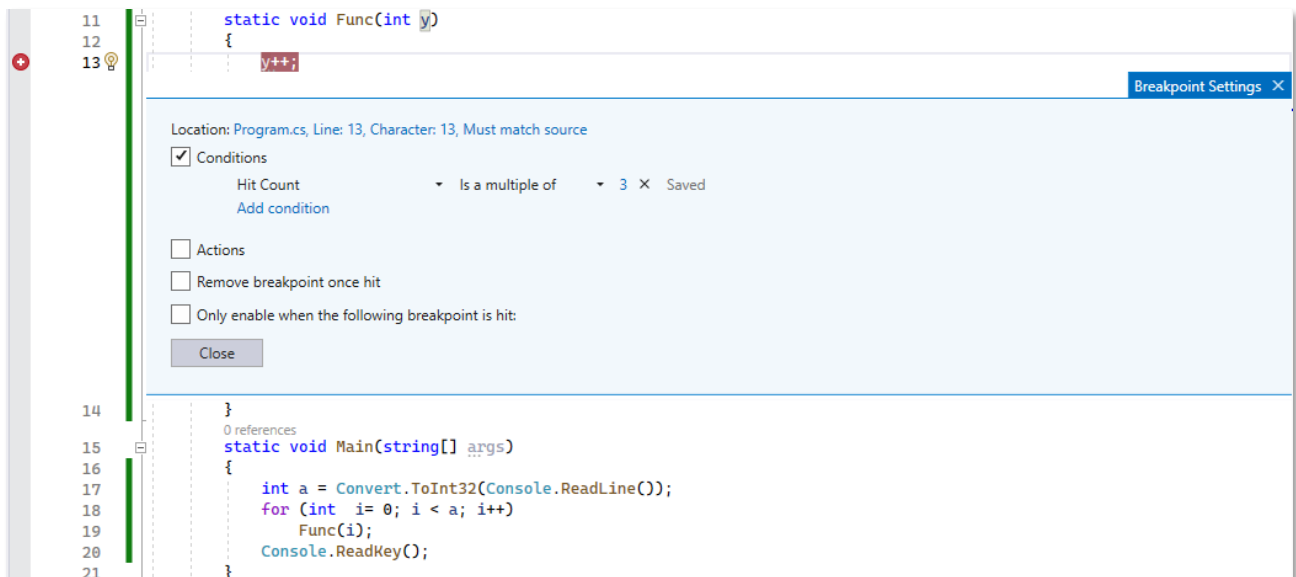 11 static void Func(int y)
12 {
13 y++;
Breakpoint Settings ×
Location: Program.cs, Line: 13, Character: 13, Must match source
Conditions
Hit Count Is a multiple of 3 × Saved
Add condition
Actions
Remove breakpoint once hit
Only enable when the following breakpoint is hit:
Close
14 }
0 references
15 static void Main(string[] args)
16 {
17 int a = Convert.ToInt32(Console.ReadLine());
18 for (int  i= 0; i < a; i++)
19 Func(i);
20 Console.ReadKey();
21 }